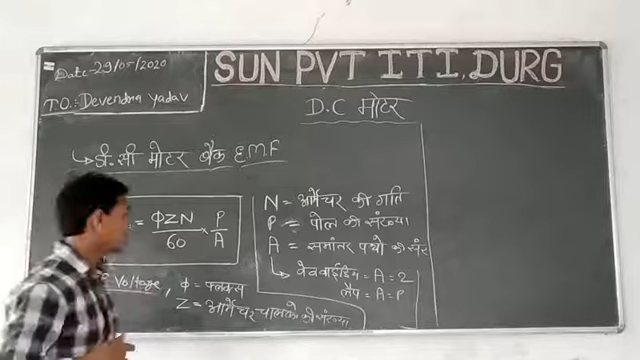 Date-29/05/2020
SUN PVT ITI, DURG
TO.:Devendra yadav
D.C मोटर
डी.सी मोटर बैक E.M.F
= ΦZN/60 × P/A
N = आर्मेचर की गति
P = पोल की संख्या
A = समांतर पथो की
वेववाईंडिंग = A = 2
लैप = A = P
Voltage, Φ = फ्लक्स
Z = आर्मेचर चालको की संख्या